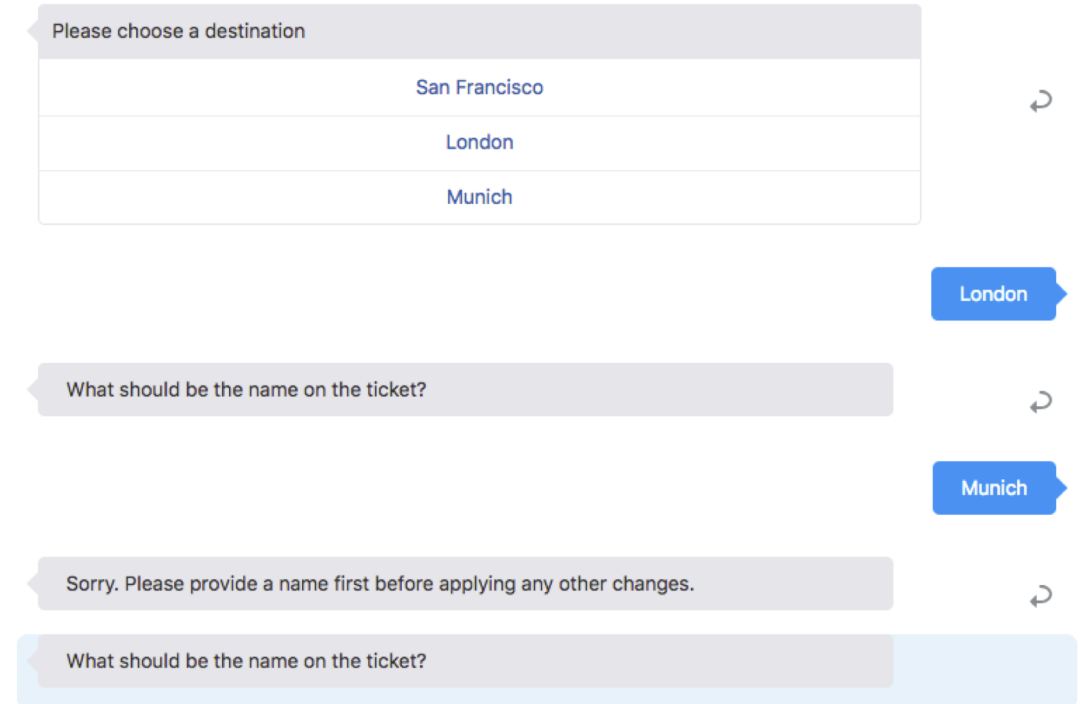 Please choose a destination
San Francisco
London
Munich
London
What should be the name on the ticket?
Munich
Sorry. Please provide a name first before applying any other changes.
What should be the name on the ticket?